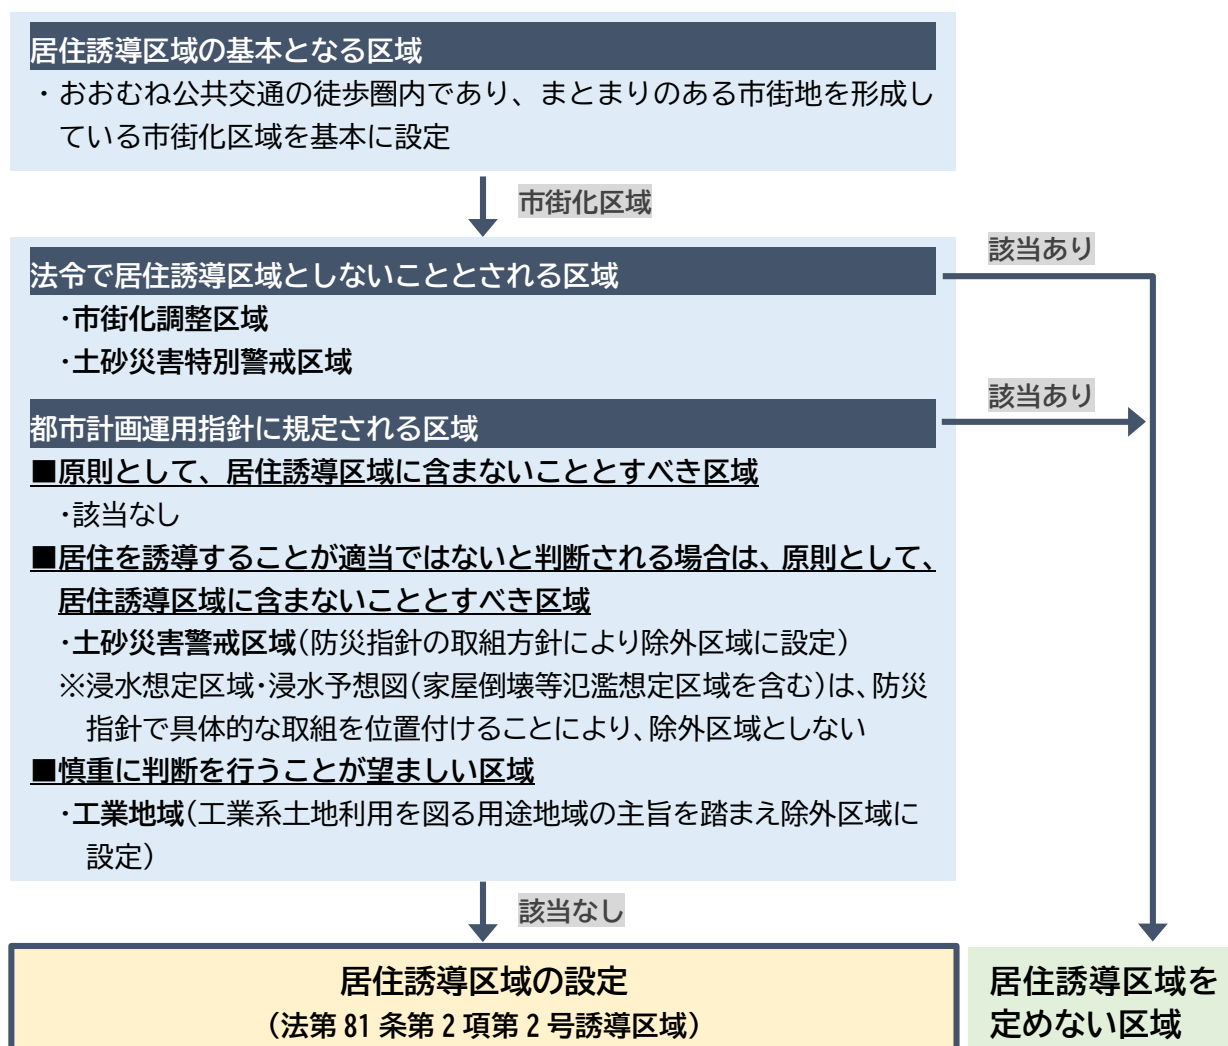 居住誘導区域の基本となる区域
・おおむね公共交通の徒歩圏内であり、まとまりのある市街地を形成し
ている市街化区域を基本に設定
市街化区域
該当あり
法令で居住誘導区域としないこととされる区域
・市街化調整区域
・土砂災害特別警戒区域
該当あり
都市計画運用指針に規定される区域
■原則として、居住誘導区域に含まないこととすべき区域
・該当なし
■居住を誘導することが適当ではないと判断される場合は、原則として、
居住誘導区域に含まないこととすべき区域
・土砂災害警戒区域(防災指針の取組方針により除外区域に設定)
※浸水想定区域・浸水予想図(家屋倒壊等氾濫想定区域を含む)は、防災
指針で具体的な取組を位置付けることにより、除外区域としない
■慎重に判断を行うことが望ましい区域
・工業地域(工業系土地利用を図る用途地域の主旨を踏まえ除外区域に
設定)
該当なし
居住誘導区域の設定
(法第 81 条第 2 項第 2 号誘導区域)
居住誘導区域を
定めない区域